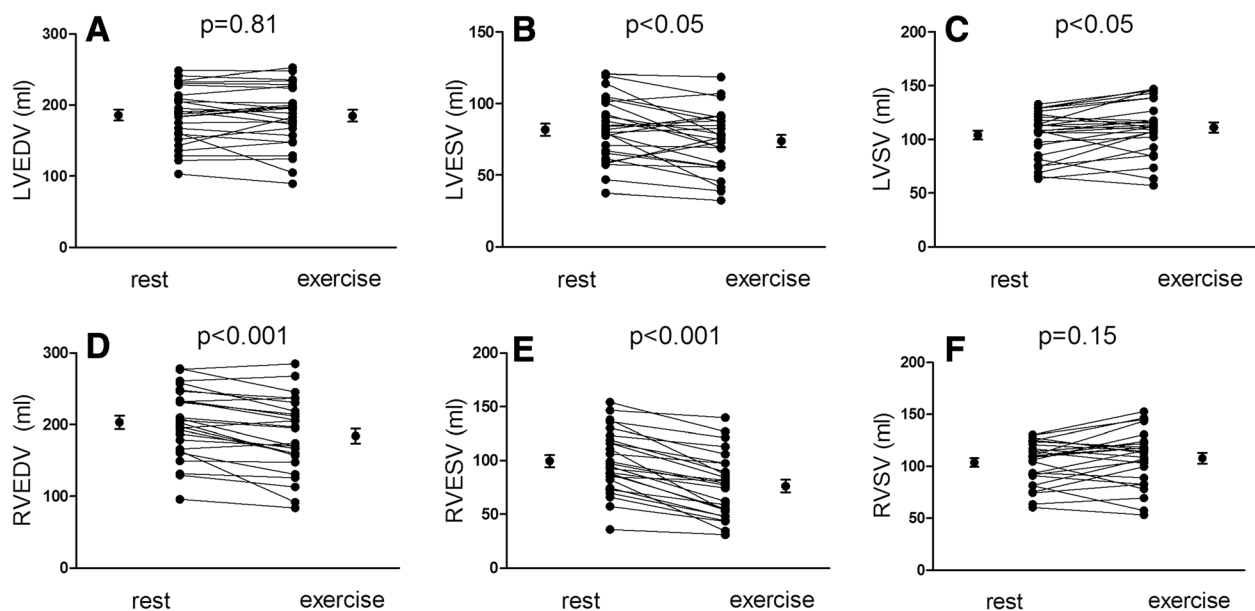 A p=0.81
300
200
100
0
LVEDV (ml)
rest exercise
B p<0.05
150
100
50
0
LVESV (ml)
rest exercise
C p<0.05
200
150
100
50
0
LVSV (ml)
rest exercise
D p<0.001
300
200
100
0
RVEDV (ml)
rest exercise
E p<0.001
200
150
100
50
0
RVESV (ml)
rest exercise
F p=0.15
200
150
100
50
0
RVSV (ml)
rest exercise